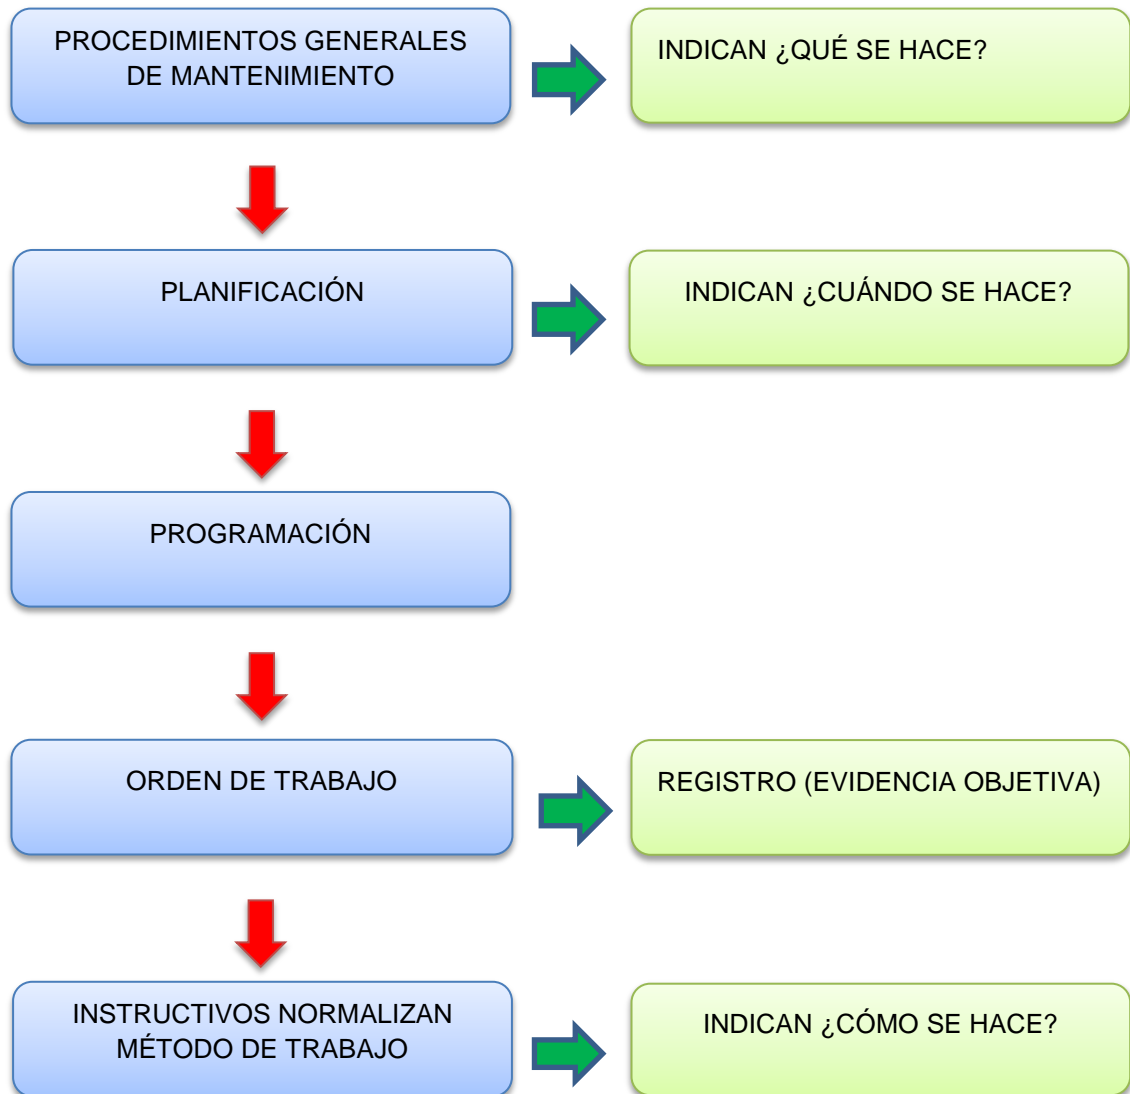 PROCEDIMIENTOS GENERALES
DE MANTENIMIENTO
INDICAN ¿QUÉ SE HACE?
PLANIFICACIÓN
INDICAN ¿CUÁNDO SE HACE?
PROGRAMACIÓN
ORDEN DE TRABAJO
REGISTRO (EVIDENCIA OBJETIVA)
INSTRUCTIVOS NORMALIZAN
MÉTODO DE TRABAJO
INDICAN ¿CÓMO SE HACE?